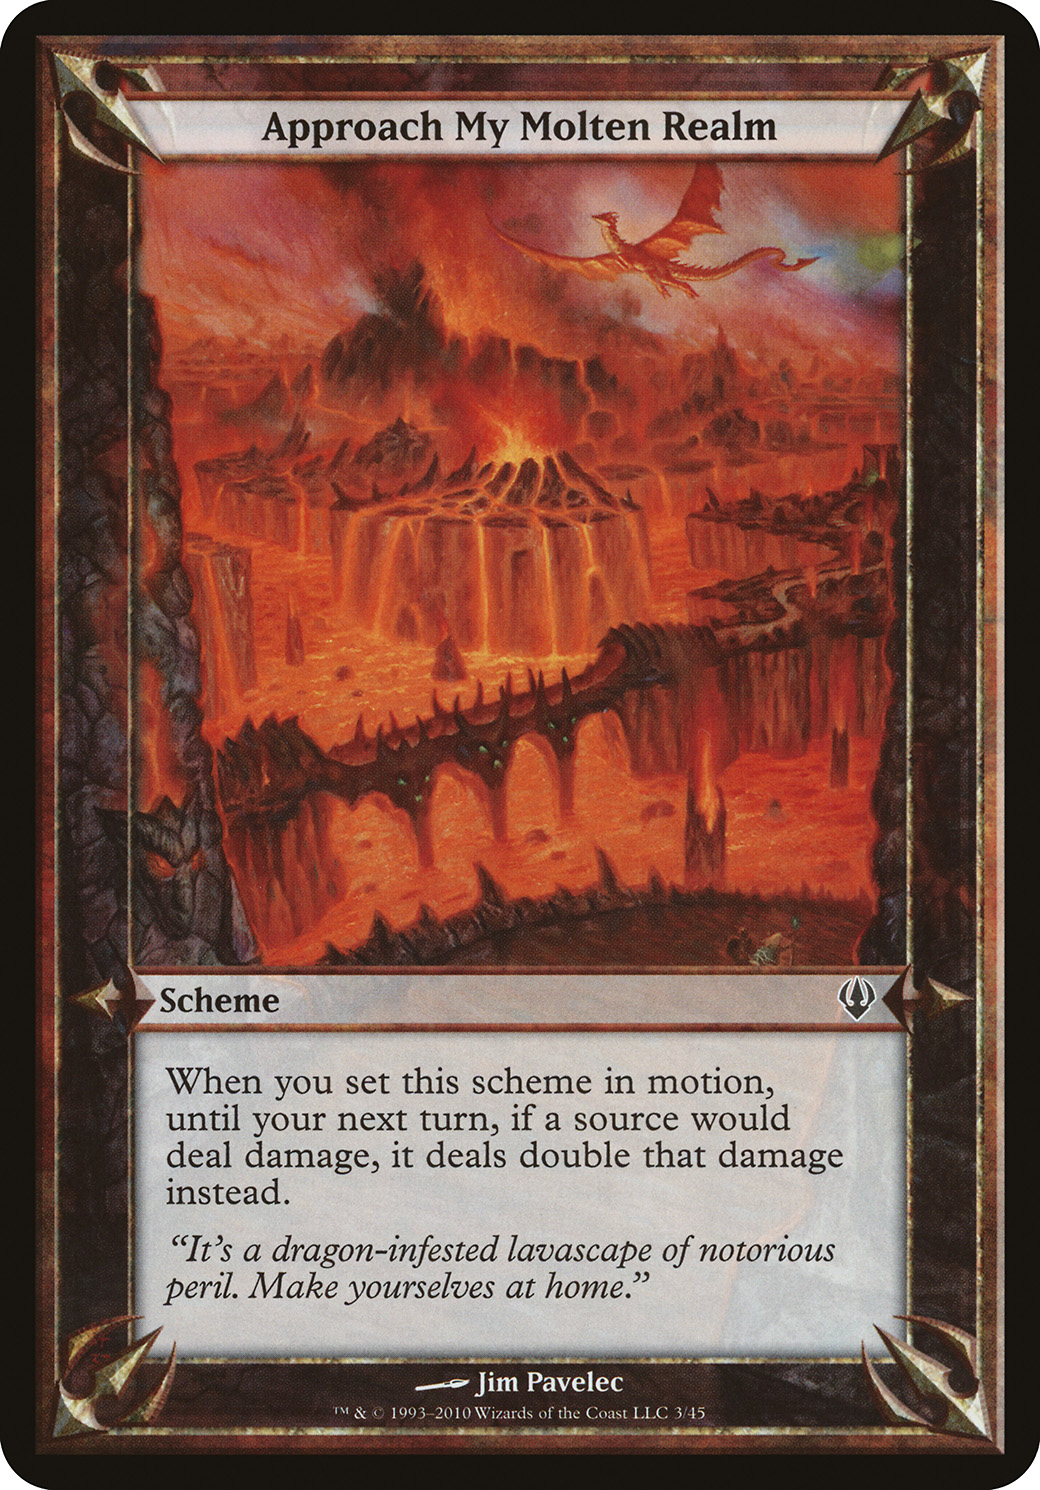 Approach My Molten Realm
Scheme
When you set this scheme in motion,
until your next turn, if a source would
deal damage, it deals double that damage
instead.
“It’s a dragon-infested lavascape of notorious
peril. Make yourselves at home.”
Jim Pavelec
™ & © 1993–2010 Wizards of the Coast LLC 3/45